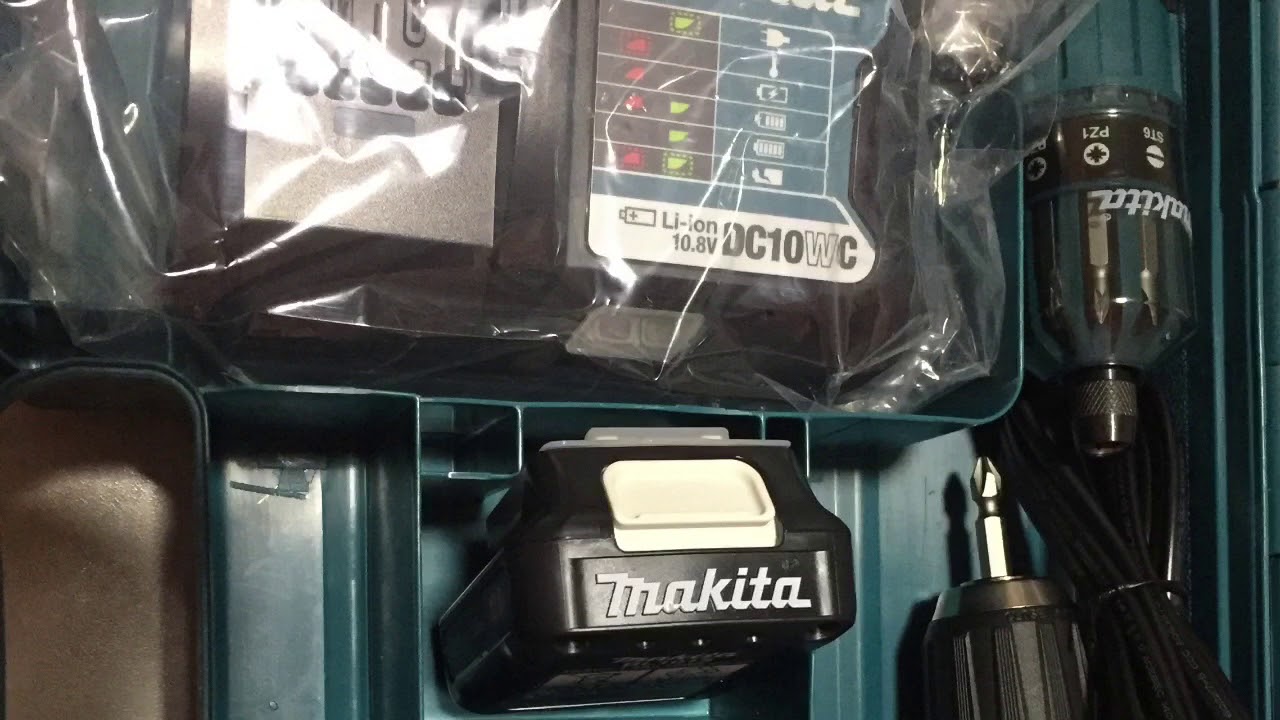 Li-ion
10.8V
DC10WC
makita
PZ1
ST6
makita